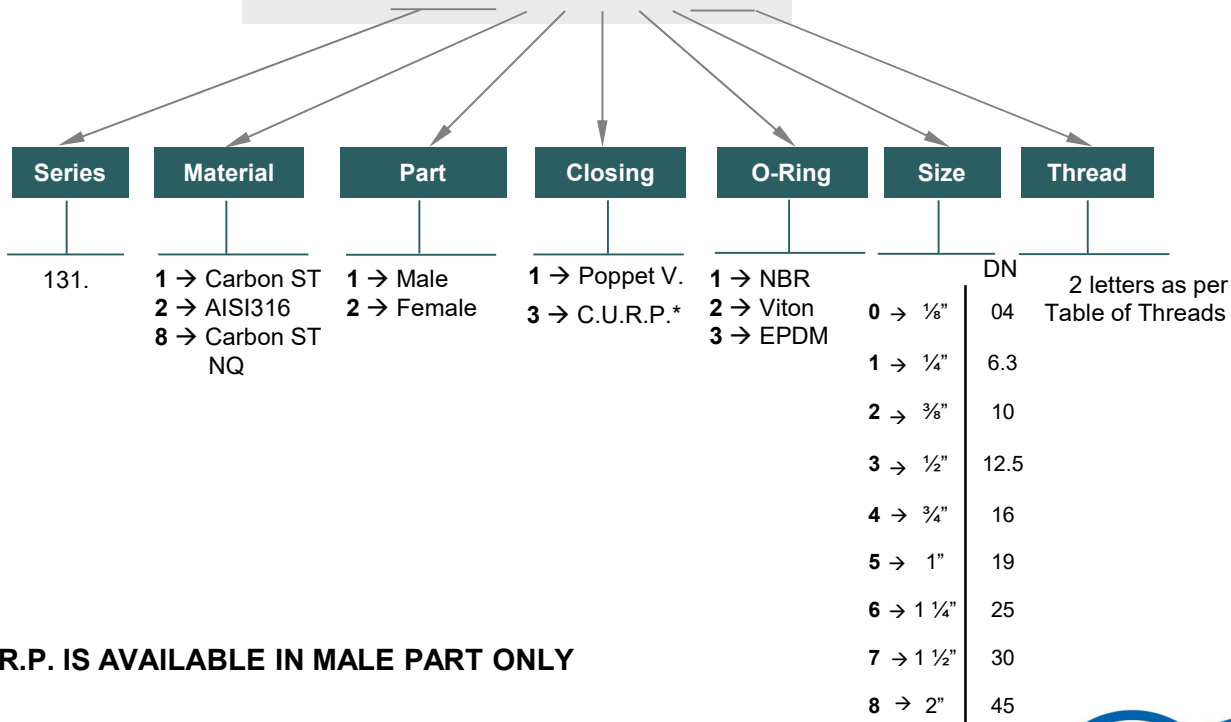 Series Material Part Closing O-Ring Size Thread
131.
1 → Carbon ST
2 → AISI316
8 → Carbon ST
NQ
1 → Male
2 → Female
1 → Poppet V.
3 → C.U.R.P.*
1 → NBR
2 → Viton
3 → EPDM
DN
0 → ⅛” 04
1 → ¼” 6.3
2 → ⅜” 10
3 → ½” 12.5
4 → ¾” 16
5 → 1” 19
6 → 1 ¼” 25
7 → 1 ½” 30
8 → 2” 45
2 letters as per
Table of Threads
R.P. IS AVAILABLE IN MALE PART ONLY